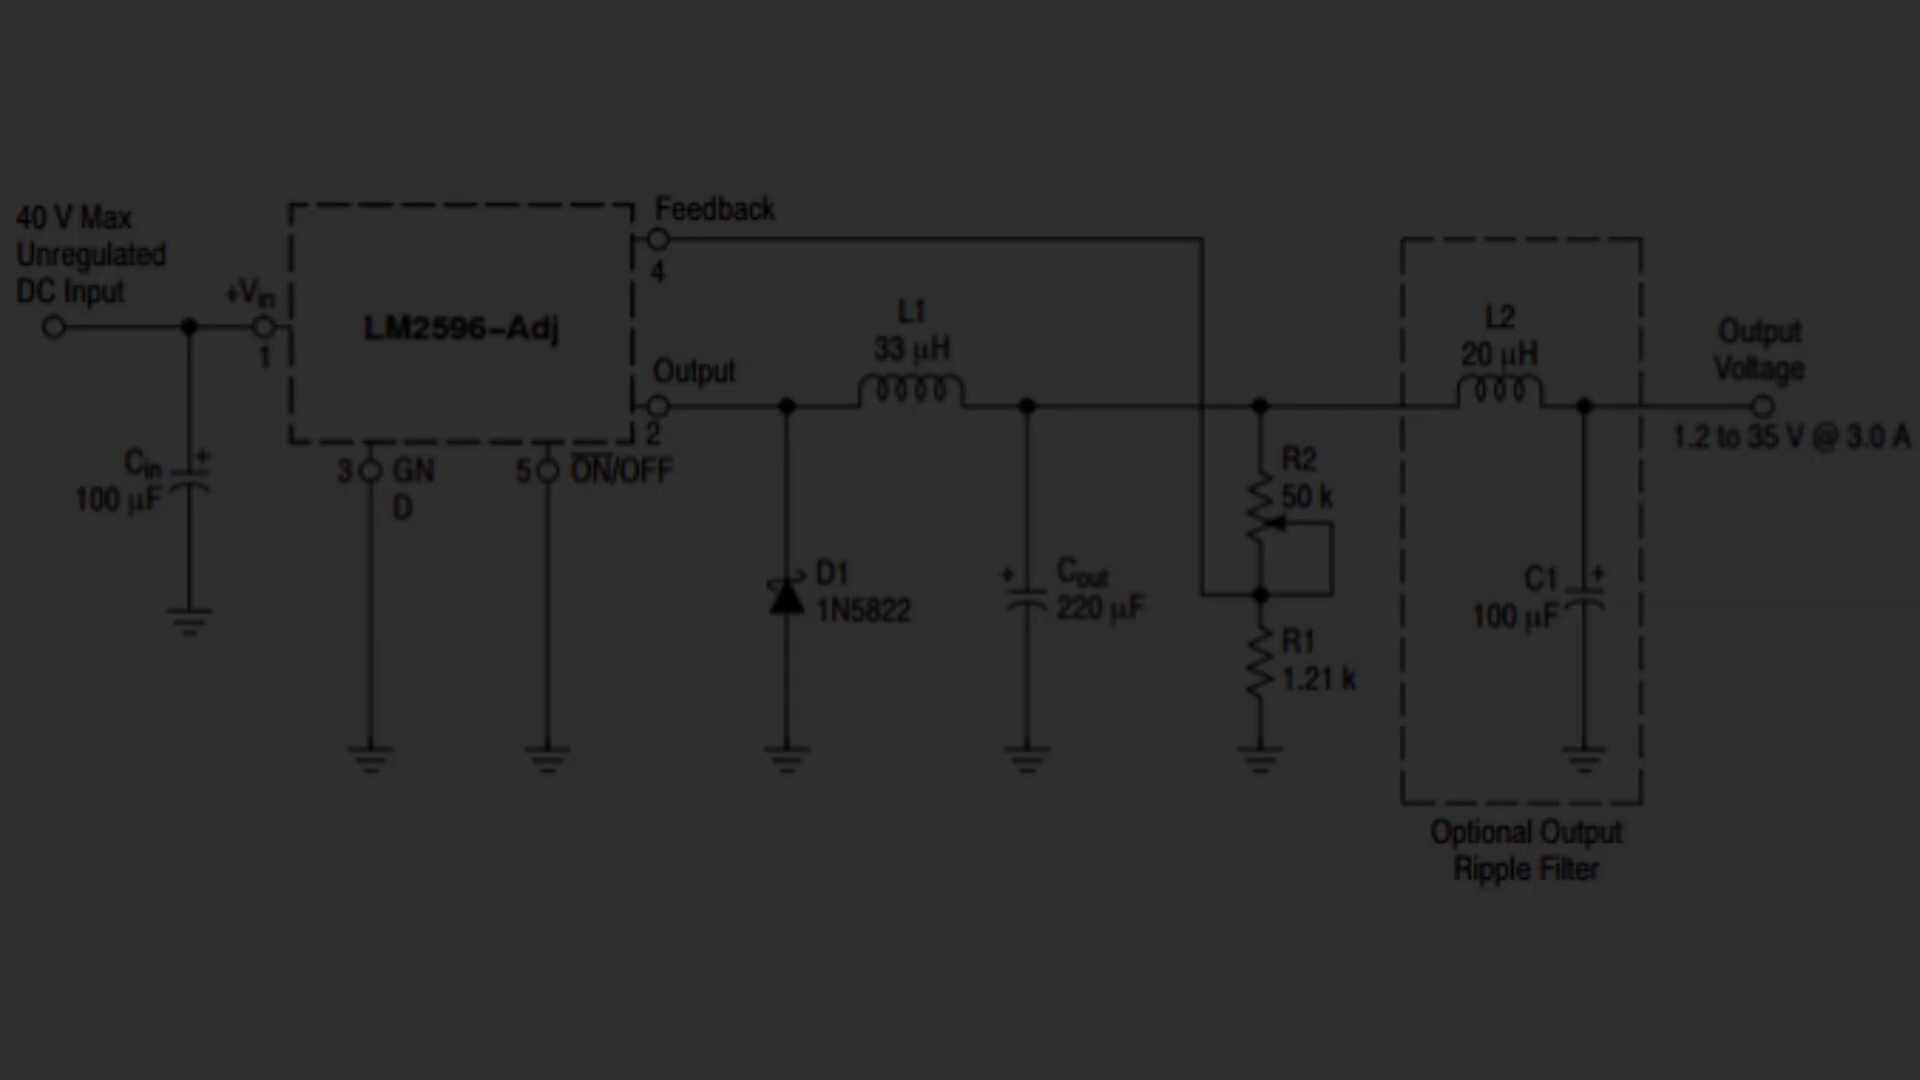 40 V Max
Unregulated
DC Input
+Vin
1
Cin
+
100 µF
LM2596-Adj
3
GN
D
5
ON/OFF
Feedback
4
Output
2
L1
33 µH
D1
1N5822
+
Cout
220 µF
R2
50 k
R1
1.21 k
L2
20 µH
C1
+
100 µF
Output
Voltage
1.2 to 35 V @ 3.0 A
Optional Output
Ripple Filter